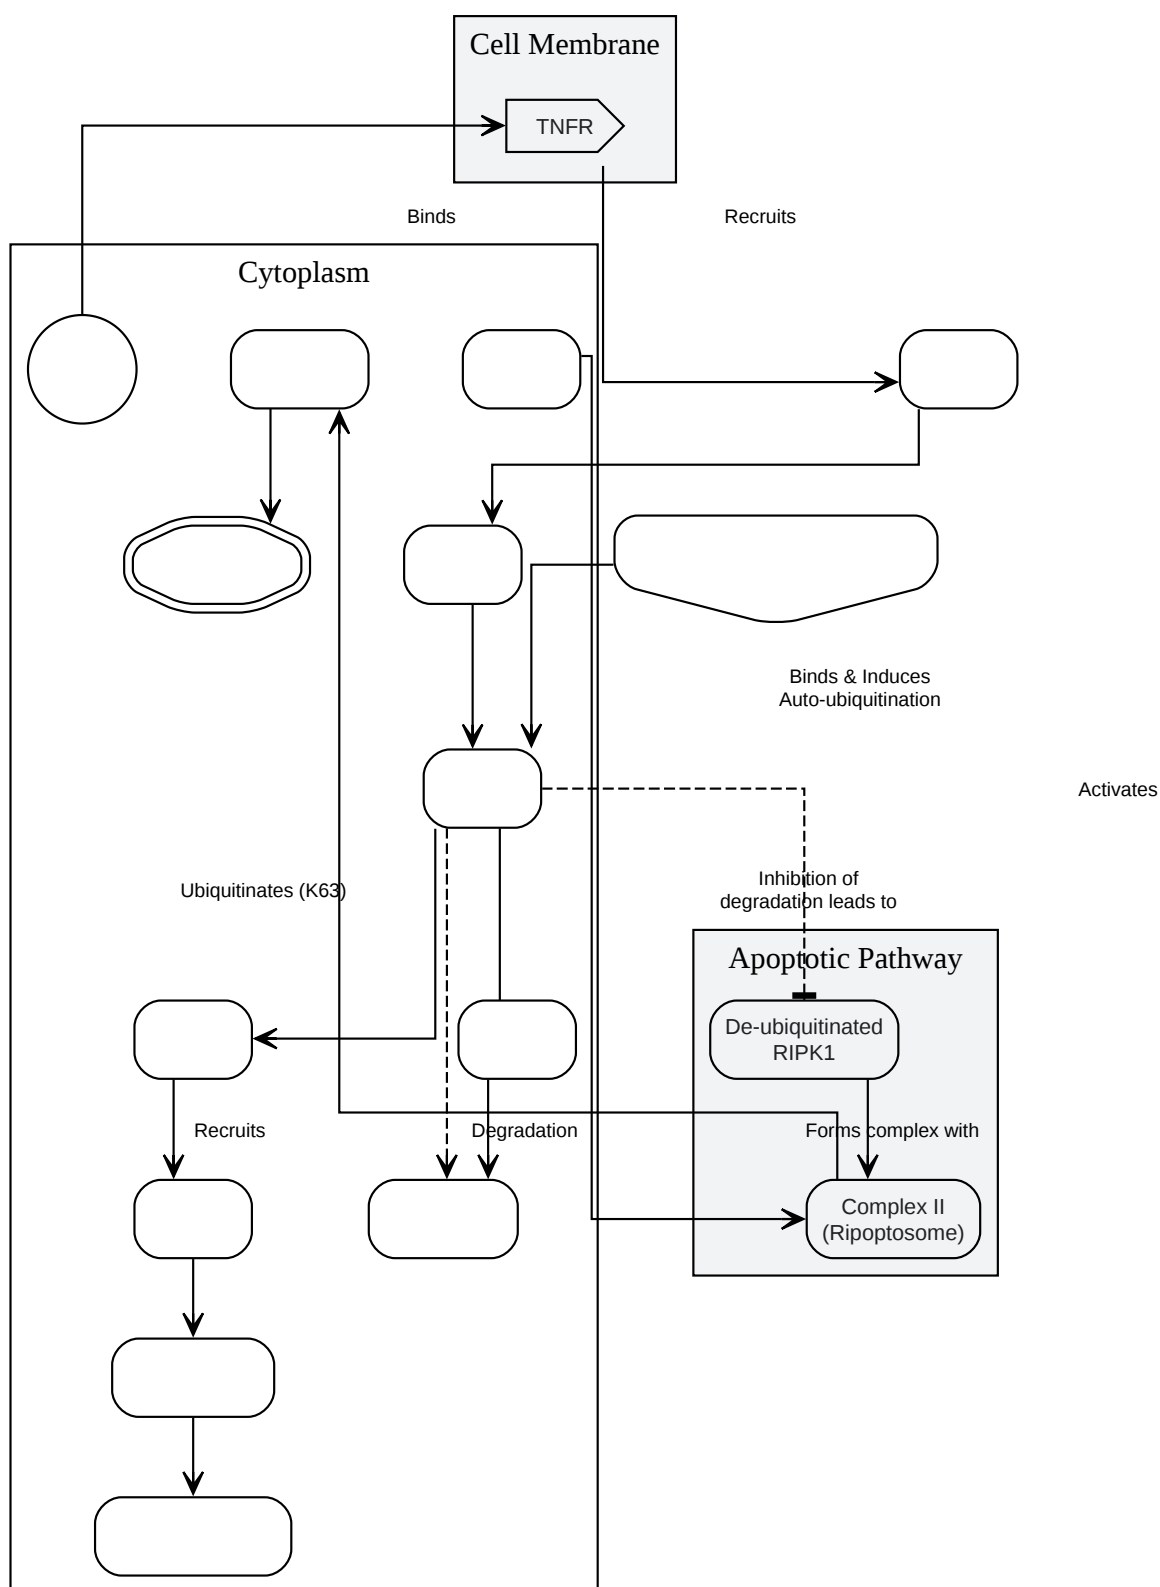 Cell Membrane
TNFR
Binds
Recruits
Cytoplasm
Binds & Induces
Auto-ubiquitination
Activates
Ubiquitinates (K63)
Inhibition of
degradation leads to
Apoptotic Pathway
De-ubiquitinated
RIPK1
Recruits
Degradation
Forms complex with
Complex II
(Ripoptosome)